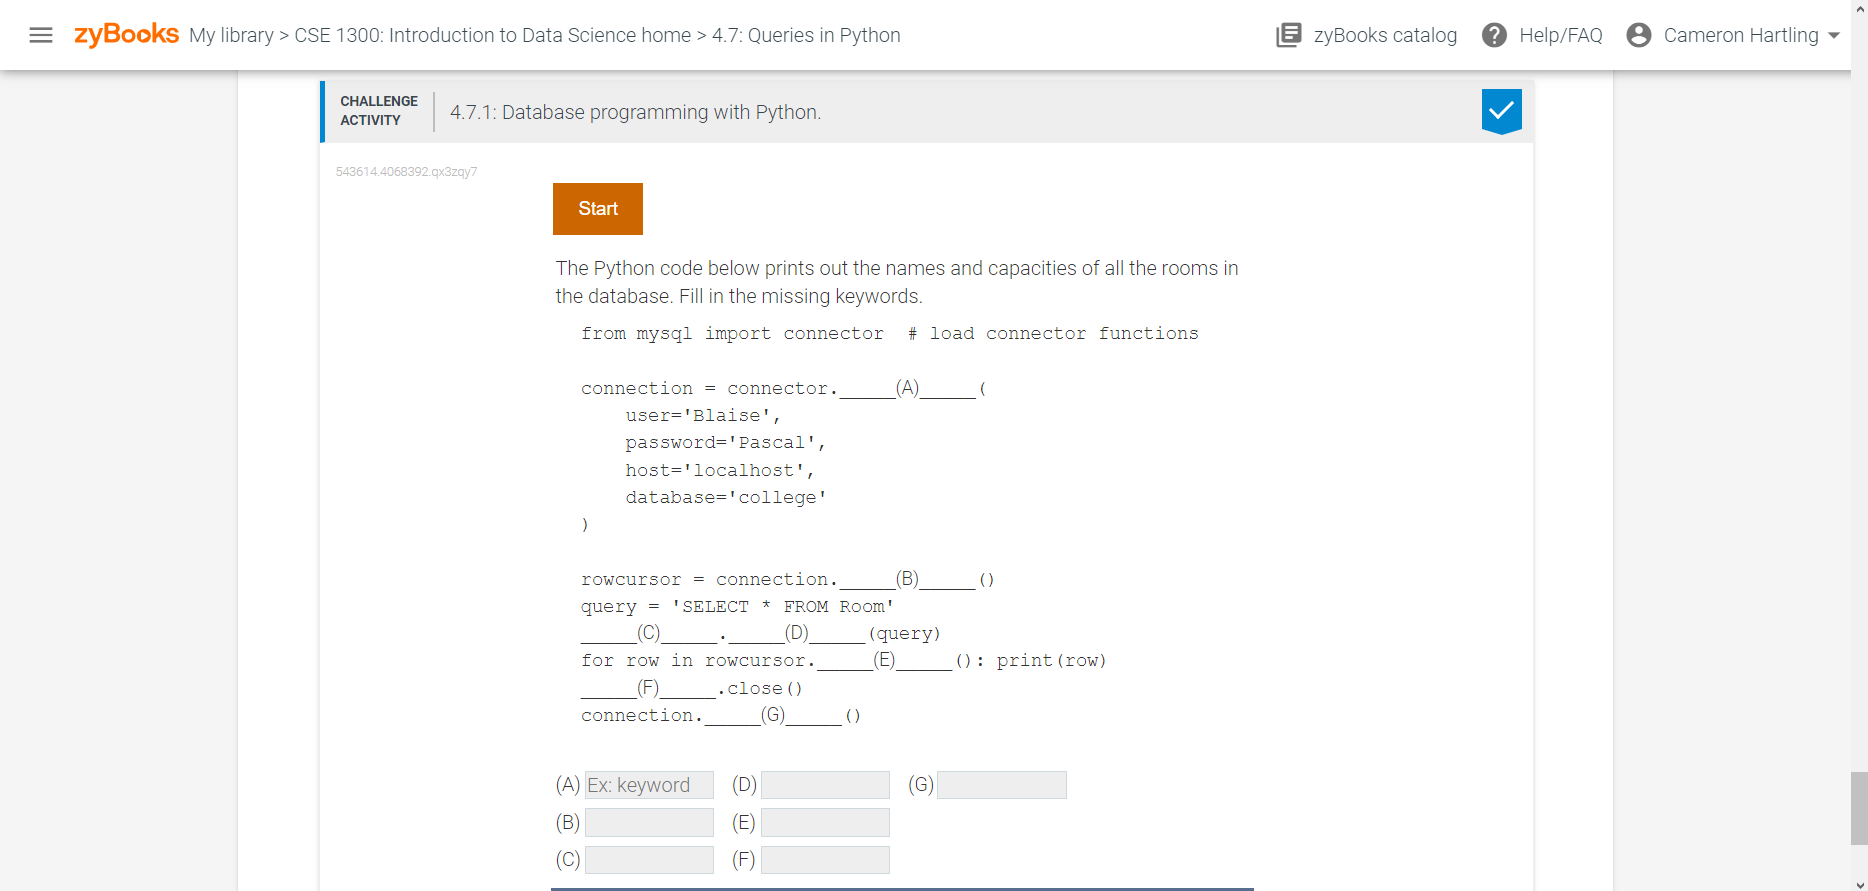 zyBooks My library > CSE 1300: Introduction to Data Science home > 4.7: Queries in Python zyBooks catalog ? Help/FAQ Cameron Hartling
CHALLENGE ACTIVITY
4.7.1: Database programming with Python.
543614.4068392.qx3zqy7
Start
The Python code below prints out the names and capacities of all the rooms in
the database. Fill in the missing keywords.
from mysql import connector  # load connector functions
connection = connector._____(A)_____(
    user='Blaise',
    password='Pascal',
    host='localhost',
    database='college'
)
rowcursor = connection._____(B)_____()
query = 'SELECT * FROM Room'
_____(C)_____._____(D)_____(query)
for row in rowcursor._____(E)_____(): print(row)
_____(F)_____.close()
connection._____(G)_____()
(A) Ex: keyword (D) (G)
(B) (E)
(C) (F)